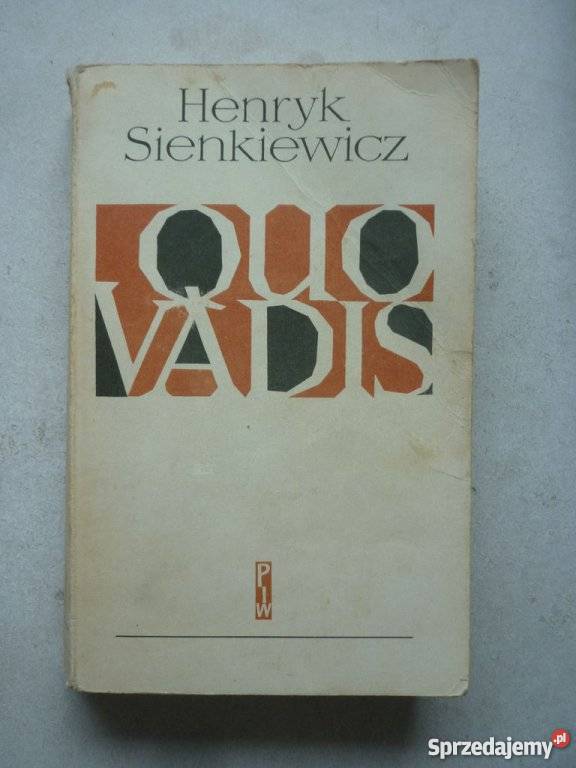 Henryk
Sienkiewicz
QUO
VADIS
PIW
Sprzedajemy.pl